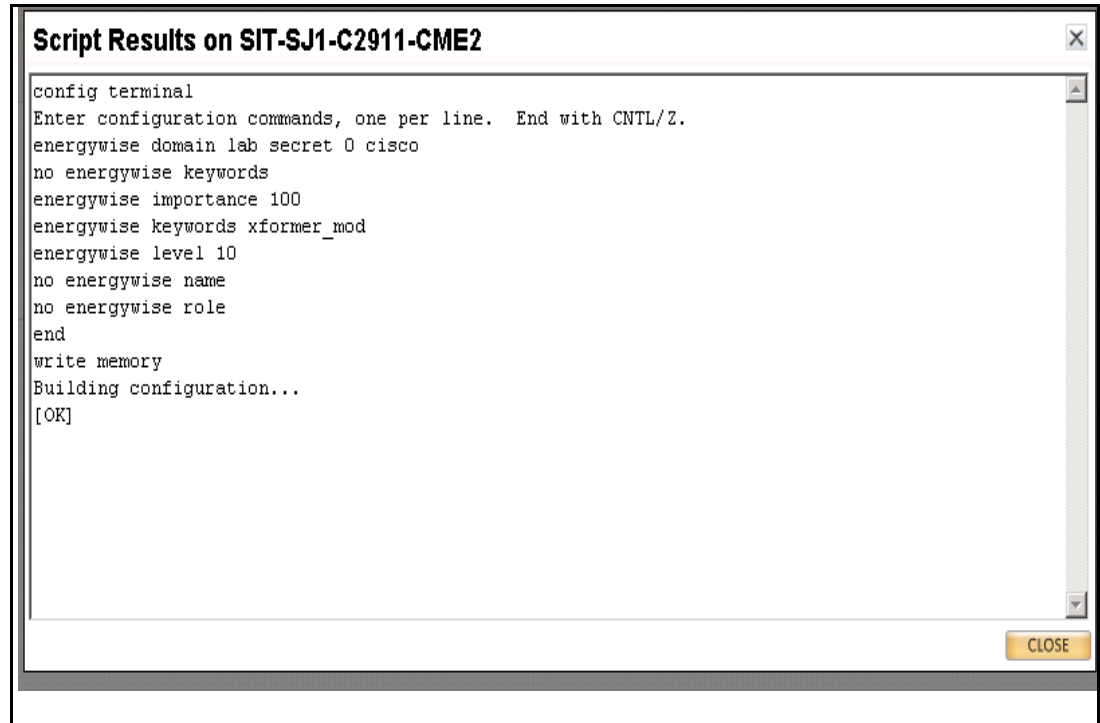 Script Results on SIT-SJ1-C2911-CME2
config terminal
Enter configuration commands, one per line.  End with CNTL/Z.
energywise domain lab secret 0 cisco
no energywise keywords
energywise importance 100
energywise keywords xformer_mod
energywise level 10
no energywise name
no energywise role
end
write memory
Building configuration...
[OK]
CLOSE